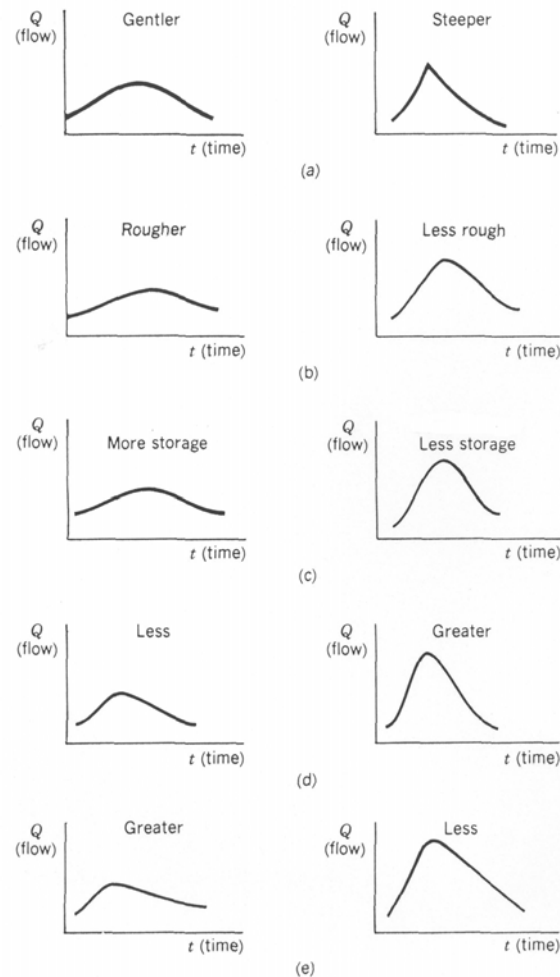 Q
(flow)
Gentler
t (time)
Q
(flow)
Steeper
t (time)
(a)
Q
(flow)
Rougher
t (time)
Q
(flow)
Less rough
t (time)
(b)
Q
(flow)
More storage
t (time)
Q
(flow)
Less storage
t (time)
(c)
Q
(flow)
Less
t (time)
Q
(flow)
Greater
t (time)
(d)
Q
(flow)
Greater
t (time)
Q
(flow)
Less
t (time)
(e)